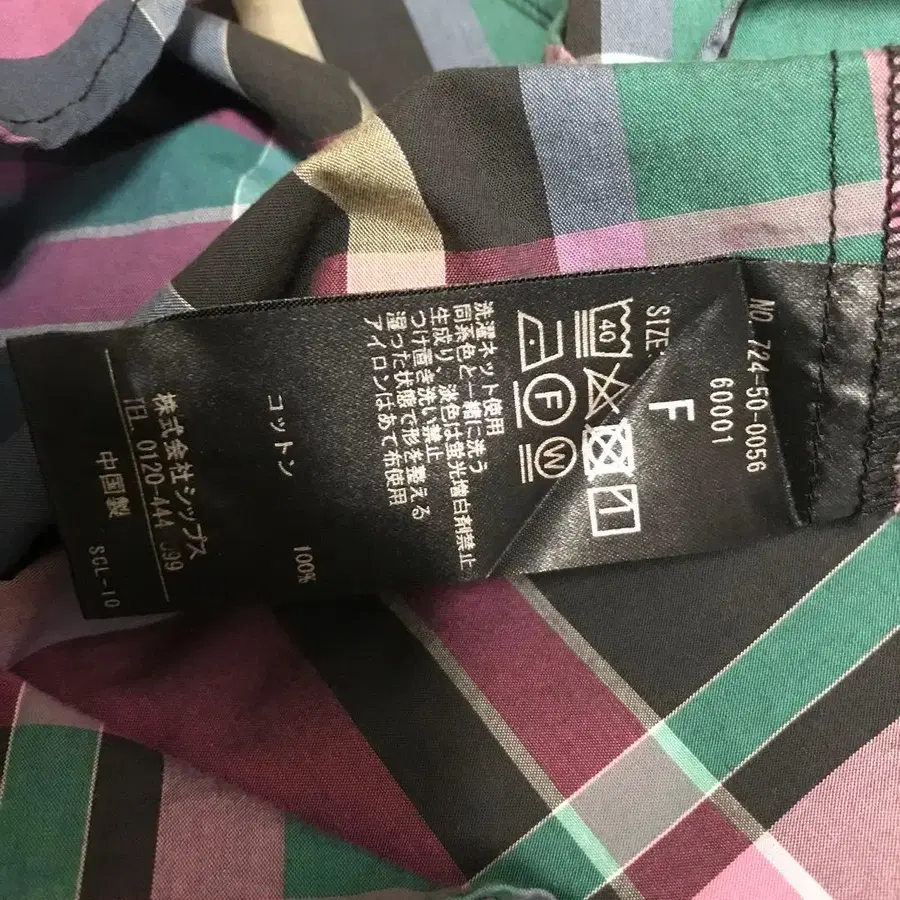 NO. 724-50-0056
60001
SIZE:
F
40
F
W
洗濯ネット使用
同系色と一緒に洗う
生成り、淡色は蛍光増白剤禁止
つけ置き洗い禁止
湿った状態で形を整える
アイロンはあて布使用
コットン 100%
株式会社シップス
TEL 0120-444 099
中国製
SCL-10